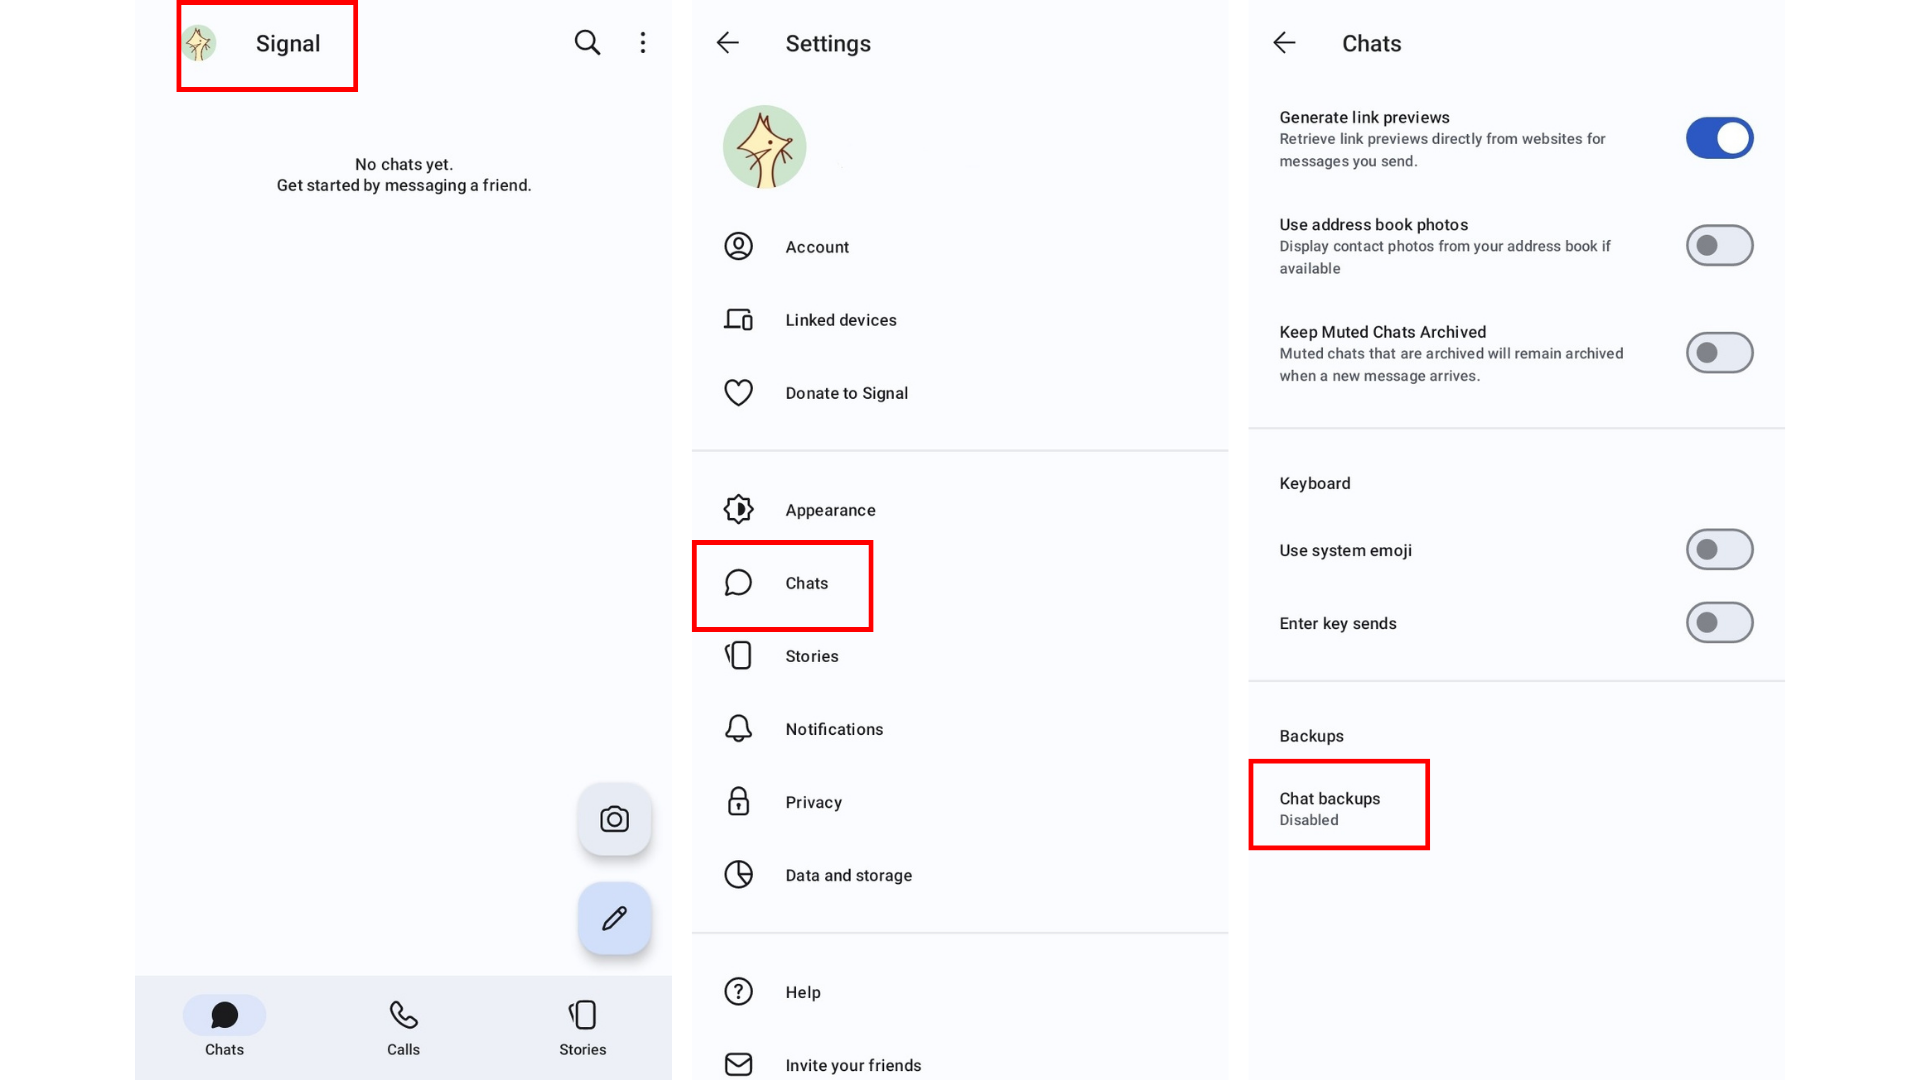 Signal
No chats yet.
Get started by messaging a friend.
Chats
Calls
Stories
Settings
Account
Linked devices
Donate to Signal
Appearance
Chats
Stories
Notifications
Privacy
Data and storage
Help
Invite your friends
Chats
Generate link previews
Retrieve link previews directly from websites for
messages you send.
Use address book photos
Display contact photos from your address book if
available
Keep Muted Chats Archived
Muted chats that are archived will remain archived
when a new message arrives.
Keyboard
Use system emoji
Enter key sends
Backups
Chat backups
Disabled